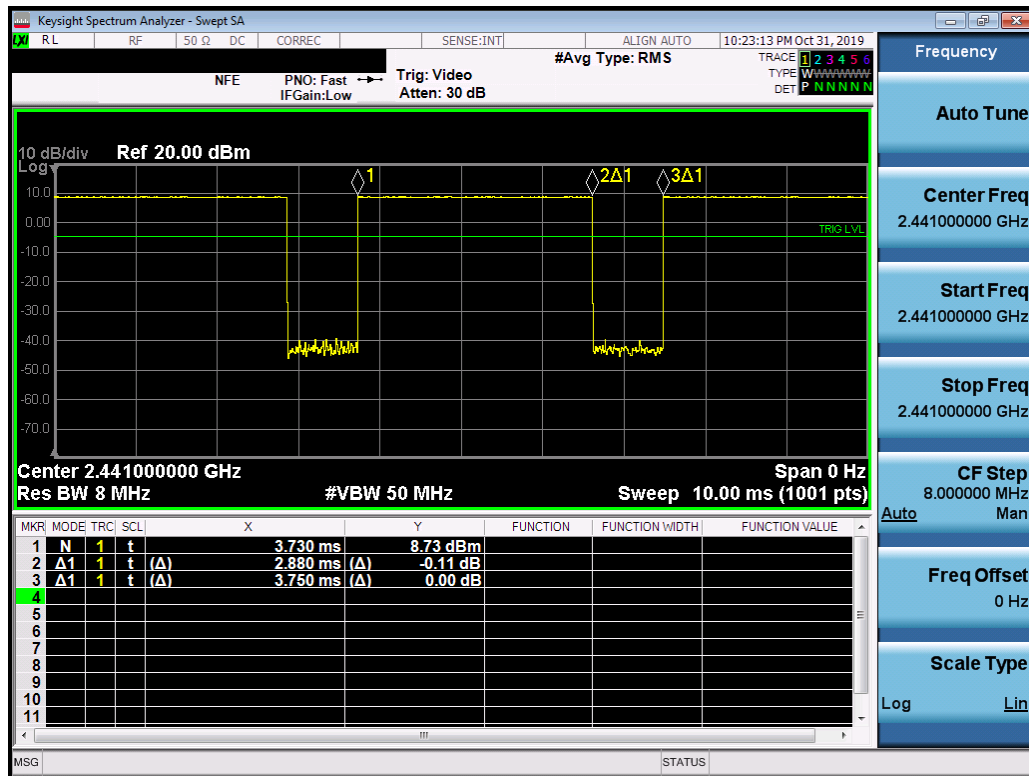 Keysight Spectrum Analyzer - Swept SA
LXI RL RF 50 Ω DC CORREC SENSE:INT ALIGN AUTO 10:23:13 PM Oct 31, 2019
NFE PNO: Fast Trig: Video #Avg Type: RMS TRACE 1 2 3 4 5 6
IFGain:Low Atten: 30 dB TYPE WWWWWWW
DET P N N N N N
10 dB/div Ref 20.00 dBm
Log
1 2Δ1 3Δ1
10.0
0.00
TRIG LVL
-10.0
-20.0
-30.0
-40.0
-50.0
-60.0
-70.0
Center 2.441000000 GHz Span 0 Hz
Res BW 8 MHz #VBW 50 MHz Sweep 10.00 ms (1001 pts)
MKR MODE TRC SCL X Y FUNCTION FUNCTION WIDTH FUNCTION VALUE
1 N 1 t 3.730 ms 8.73 dBm
2 Δ1 1 t (Δ) 2.880 ms (Δ) -0.11 dB
3 Δ1 1 t (Δ) 3.750 ms (Δ) 0.00 dB
4
5
6
7
8
9
10
11
MSG STATUS
Frequency
Auto Tune
Center Freq
2.441000000 GHz
Start Freq
2.441000000 GHz
Stop Freq
2.441000000 GHz
CF Step
8.000000 MHz
Auto Man
Freq Offset
0 Hz
Scale Type
Log Lin